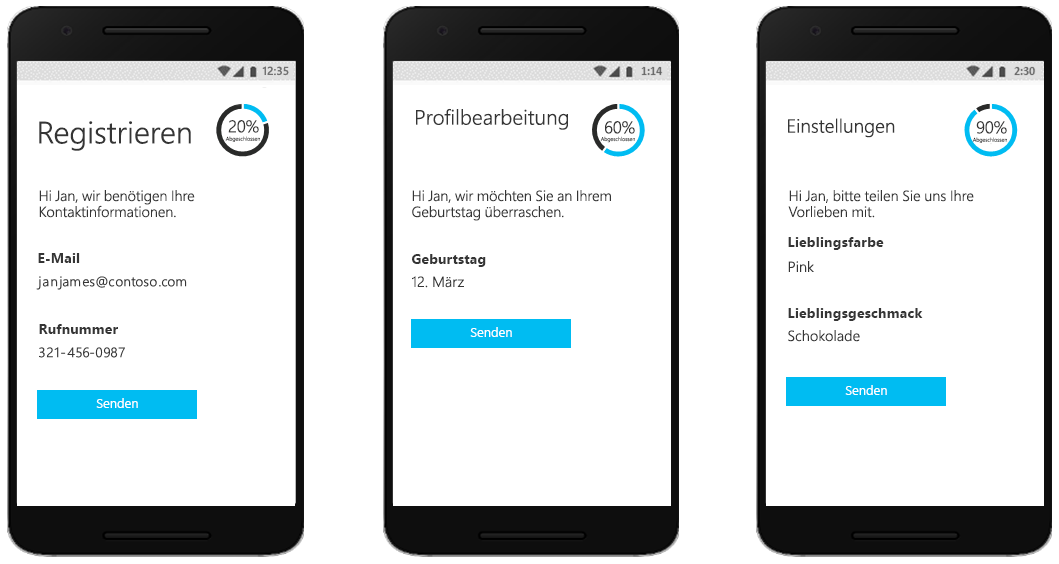 12:35
Registrieren
20%
Abgeschlossen
Hi Jan, wir benötigen Ihre
Kontaktinformationen.
E-Mail
janjames@contoso.com
Rufnummer
321-456-0987
Senden
1:14
Profilbearbeitung
60%
Abgeschlossen
Hi Jan, wir möchten Sie an Ihrem
Geburtstag überraschen.
Geburtstag
12. März
Senden
2:30
Einstellungen
90%
Abgeschlossen
Hi Jan, bitte teilen Sie uns Ihre
Vorlieben mit.
Lieblingsfarbe
Pink
Lieblingsgeschmack
Schokolade
Senden